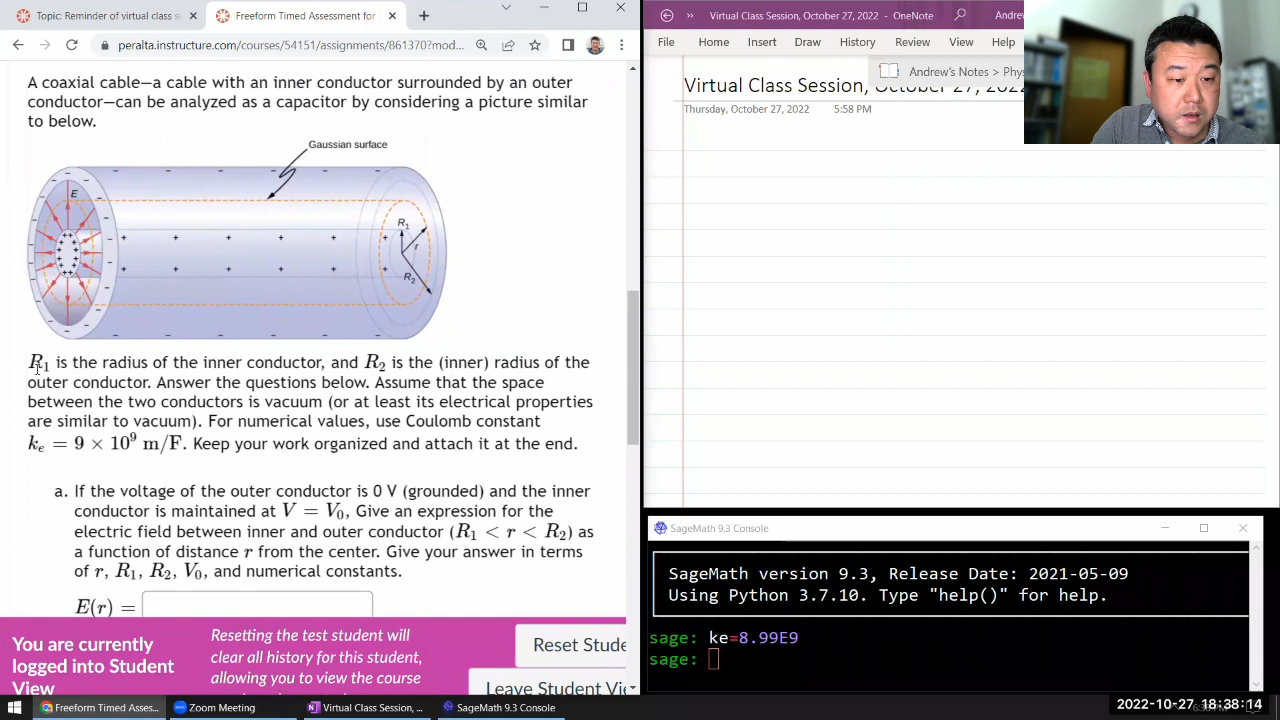 Topic: Reminder of virtual class s
Freeform Timed Assessment for
peralta.instructure.com/courses/54151/asignments/861370?mod...
A coaxial cable—a cable with an inner conductor surrounded by an outer
conductor—can be analyzed as a capacitor by considering a picture similar
to below.
Gaussian surface
E
R1
r
R2
R1 is the radius of the inner conductor, and R2 is the (inner) radius of the
outer conductor. Answer the questions below. Assume that the space
between the two conductors is vacuum (or at least its electrical properties
are similar to vacuum). For numerical values, use Coulomb constant
ke = 9 × 10^9 m/F. Keep your work organized and attach it at the end.
a. If the voltage of the outer conductor is 0 V (grounded) and the inner
conductor is maintained at V = V0, Give an expression for the
electric field between inner and outer conductor (R1 < r < R2) as
a function of distance r from the center. Give your answer in terms
of r, R1, R2, V0, and numerical constants.
E(r) =
You are currently
logged into Student
View
Resetting the test student will
clear all history for this student,
allowing you to view the course
Reset Stude
Leave Student Vie
Virtual Class Session, October 27, 2022 - OneNote
Andrew
File Home Insert Draw History Review View Help
Andrew's Notes > Phys
Virtual Class Session, October 27, 2022
Thursday, October 27, 2022 5:58 PM
SageMath 9.3 Console
SageMath version 9.3, Release Date: 2021-05-09
Using Python 3.7.10. Type "help()" for help.
sage: ke=8.99E9
sage:
Freeform Timed Asses...
Zoom Meeting
Virtual Class Session, ...
SageMath 9.3 Console
2022-10-27 18:38:14